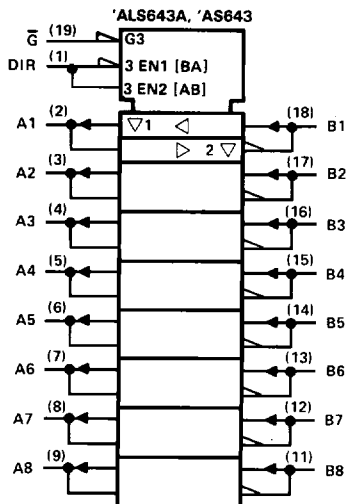 'ALS643A, 'AS643
G̅ (19) G3
DIR (1) 3 EN1 [BA]
3 EN2 [AB]
A1 (2) ▽1 ◁ (18) B1
▷ 2▽
A2 (3) (17) B2
A3 (4) (16) B3
A4 (5) (15) B4
A5 (6) (14) B5
A6 (7) (13) B6
A7 (8) (12) B7
A8 (9) (11) B8